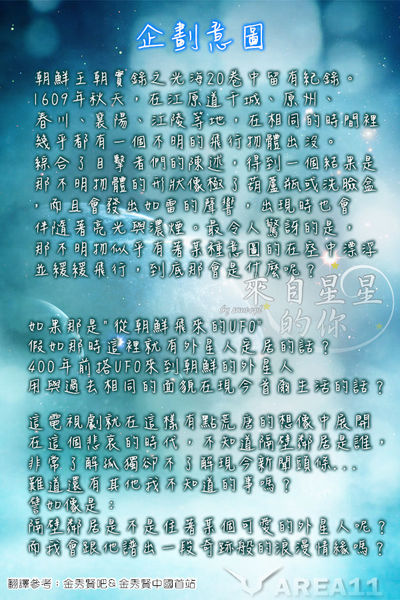 企劃意圖
朝鮮王朝實錄之光海20卷中留有紀錄。
1609年秋天，在江原道干城、原州、
春川、襄陽、江陵等地，在相同的時間裡
幾乎都有一個不明的飛行物體出沒。
綜合了目擊者們的陳述，得到一個結果是
那不明物體的形狀像極了葫蘆瓶或洗臉盆
，而且會發出如雷的聲響，出現時也會
伴隨著亮光與濃煙。最令人驚訝的是，
那不明物似乎有著某種意圖的在空中漂浮
並緩緩飛行，到底那會是什麼呢？
來自星星的你
如果那是"從朝鮮飛來的UFO"
假如那時這裡就有外星人定居的話？
400年前搭UFO來到朝鮮的外星人
用與過去相同的面貌在現今首爾生活的話？
這電視劇就在這樣有點荒唐的想像中展開
在這個悲哀的時代，不知道隔壁鄰居是誰，
非常了解孤獨卻不了解現今新聞頭條...
難道還有其他我不知道的事嗎？
譬如像是：
隔壁鄰居是不是住著某個可愛的外星人呢？
而我會跟他譜出一段奇跡般的浪漫情緣嗎？
翻譯參考：金秀賢吧&金秀賢中國首站
AREA11